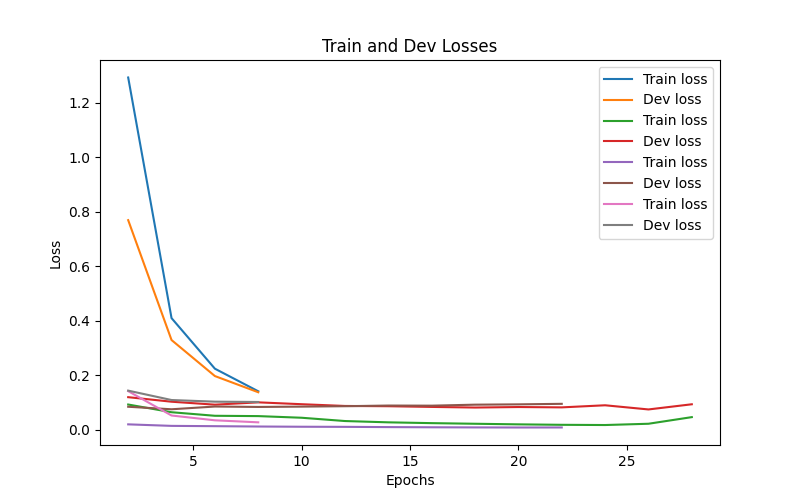 Train and Dev Losses
Train loss
Dev loss
Train loss
Dev loss
Train loss
Dev loss
Train loss
Dev loss
Loss
1.2
1.0
0.8
0.6
0.4
0.2
0.0
5 10 15 20 25
Epochs